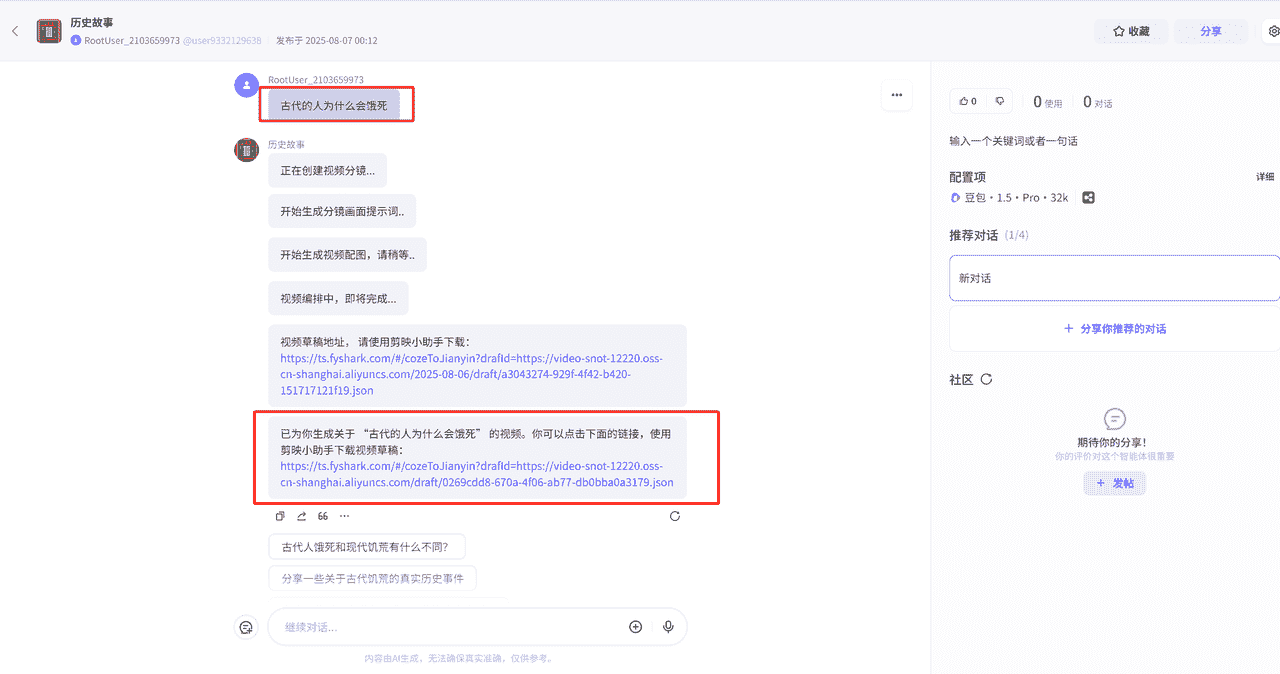 历史故事
RootUser_2103659973 @user9332129638 发布于 2025-08-07 00:12
收藏
分享
RootUser_2103659973
古代的人为什么会饿死
历史故事
正在创建视频分镜...
开始生成分镜画面提示词..
开始生成视频配图，请稍等..
视频编排中，即将完成...
视频草稿地址， 请使用剪映小助手下载：
https://ts.fyshark.com/#/cozeToJianyin?drafId=https://video-snot-12220.oss-
cn-shanghai.aliyuncs.com/2025-08-06/draft/a3043274-929f-4f42-b420-
151717121f19.json
已为你生成关于 “古代的人为什么会饿死” 的视频。你可以点击下面的链接，使用
剪映小助手下载视频草稿：
https://ts.fyshark.com/#/cozeToJianyin?drafId=https://video-snot-12220.oss-
cn-shanghai.aliyuncs.com/draft/0269cdd8-670a-4f06-ab77-db0bba0a3179.json
古代人饿死和现代饥荒有什么不同？
分享一些关于古代饥荒的真实历史事件
继续对话...
内容由AI生成，无法确保真实准确，仅供参考。
0 0 使用 0 对话
输入一个关键词或者一句话
配置项 详细
豆包·1.5·Pro·32k
推荐对话 (1/4)
新对话
+ 分享你推荐的对话
社区
期待你的分享！
你的评价对这个智能体很重要
+ 发帖